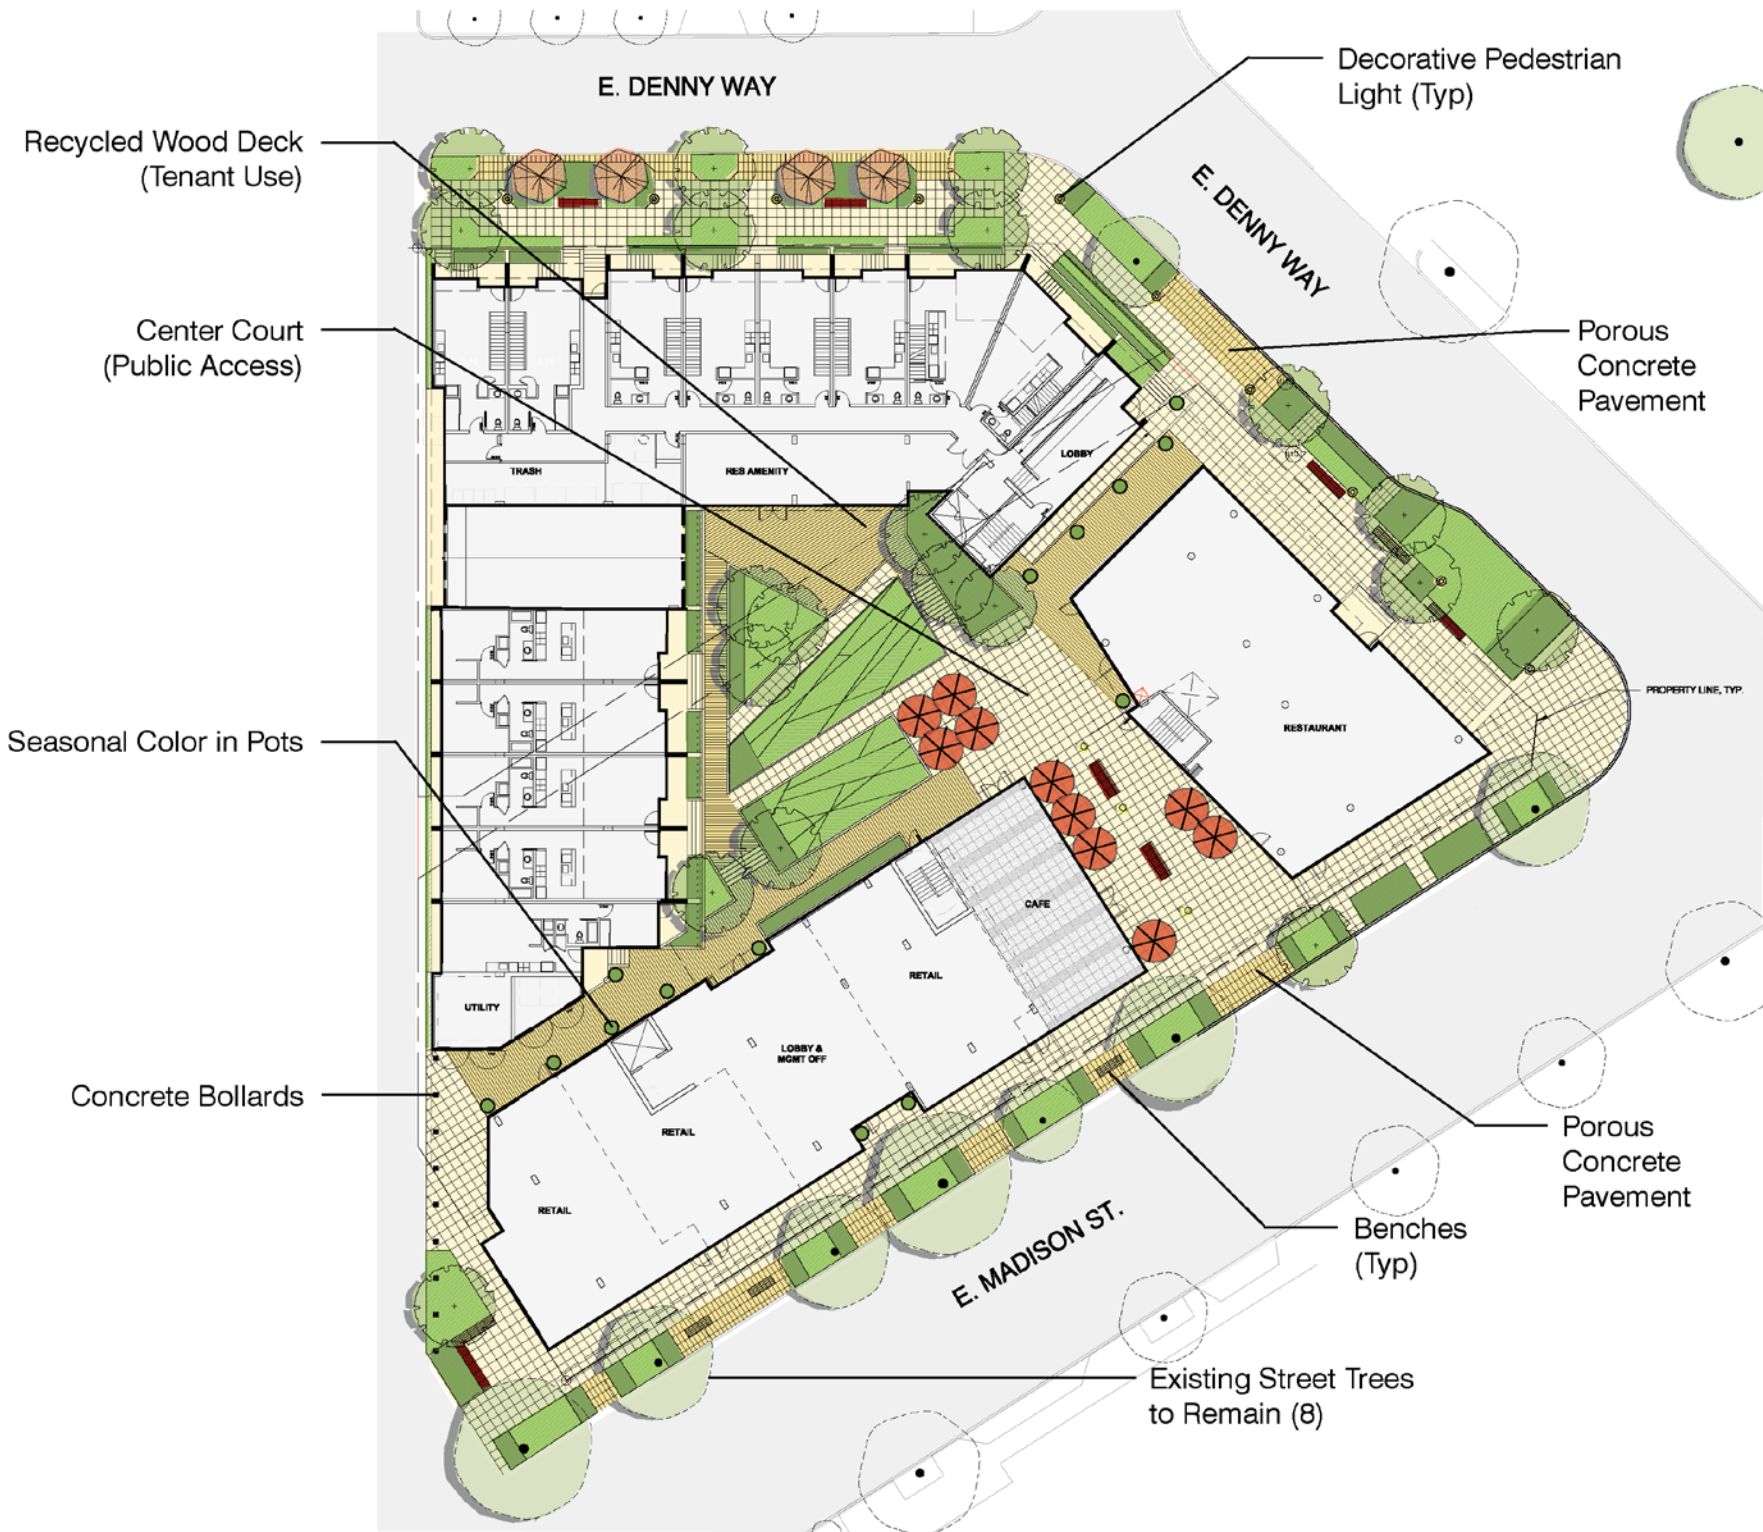 E. DENNY WAY
Decorative Pedestrian
Light (Typ)
Recycled Wood Deck
(Tenant Use)
E. DENNY WAY
Center Court
(Public Access)
Porous
Concrete
Pavement
TRASH
RES AMENITY
LOBBY
PROPERTY LINE, TYP.
RESTAURANT
Seasonal Color in Pots
CAFE
RETAIL
UTILITY
LOBBY &
MGMT OFF
Concrete Bollards
RETAIL
Porous
Concrete
Pavement
RETAIL
Benches
(Typ)
E. MADISON ST.
Existing Street Trees
to Remain (8)